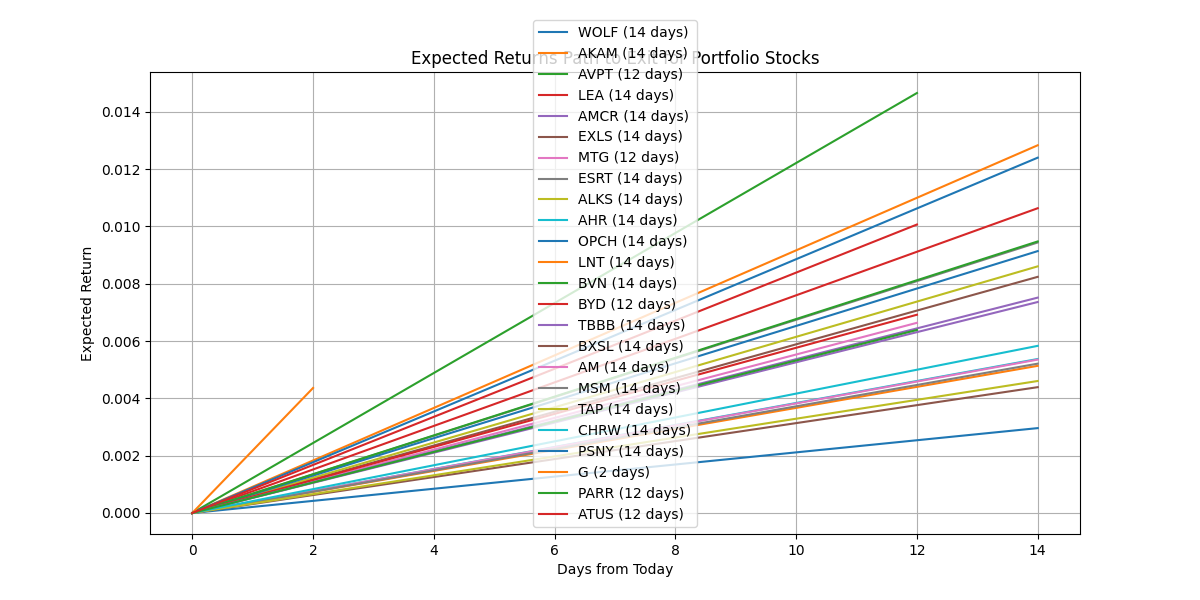 Expected Returns Path to Exit for Portfolio Stocks
WOLF (14 days)
AKAM (14 days)
AVPT (12 days)
LEA (14 days)
AMCR (14 days)
EXLS (14 days)
MTG (12 days)
ESRT (14 days)
ALKS (14 days)
AHR (14 days)
OPCH (14 days)
LNT (14 days)
BVN (14 days)
BYD (12 days)
TBBB (14 days)
BXSL (14 days)
AM (14 days)
MSM (14 days)
TAP (14 days)
CHRW (14 days)
PSNY (14 days)
G (2 days)
PARR (12 days)
ATUS (12 days)
Expected Return
0.014
0.012
0.010
0.008
0.006
0.004
0.002
0.000
0 2 4 6 8 10 12 14
Days from Today